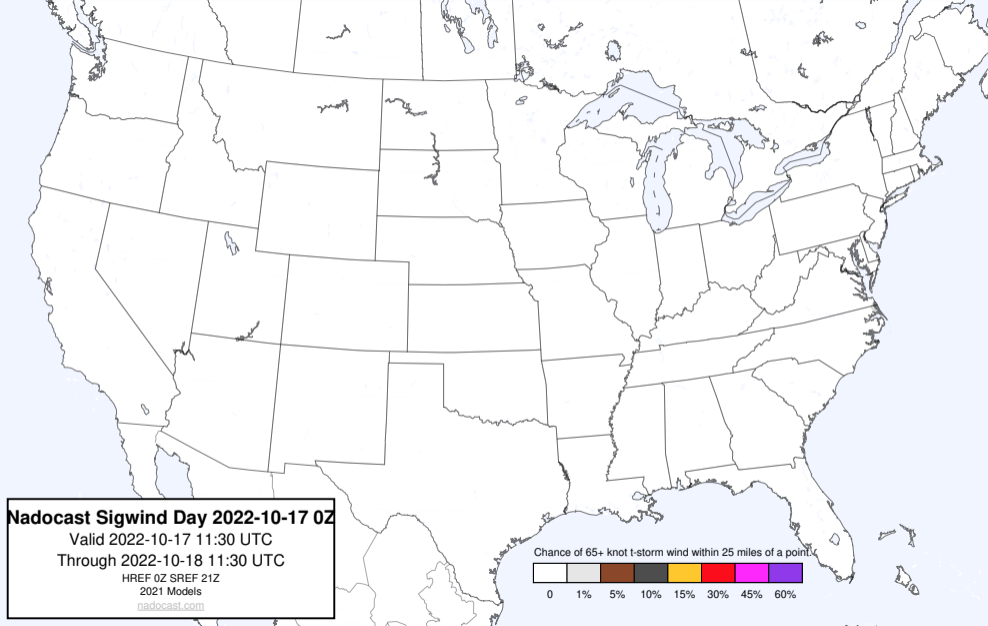 Nadocast Sigwind Day 2022-10-17 0Z
Valid 2022-10-17 11:30 UTC
Through 2022-10-18 11:30 UTC
HREF 0Z SREF 21Z
2021 Models
nadocast.com
Chance of 65+ knot t-storm wind within 25 miles of a point.
0 1% 5% 10% 15% 30% 45% 60%